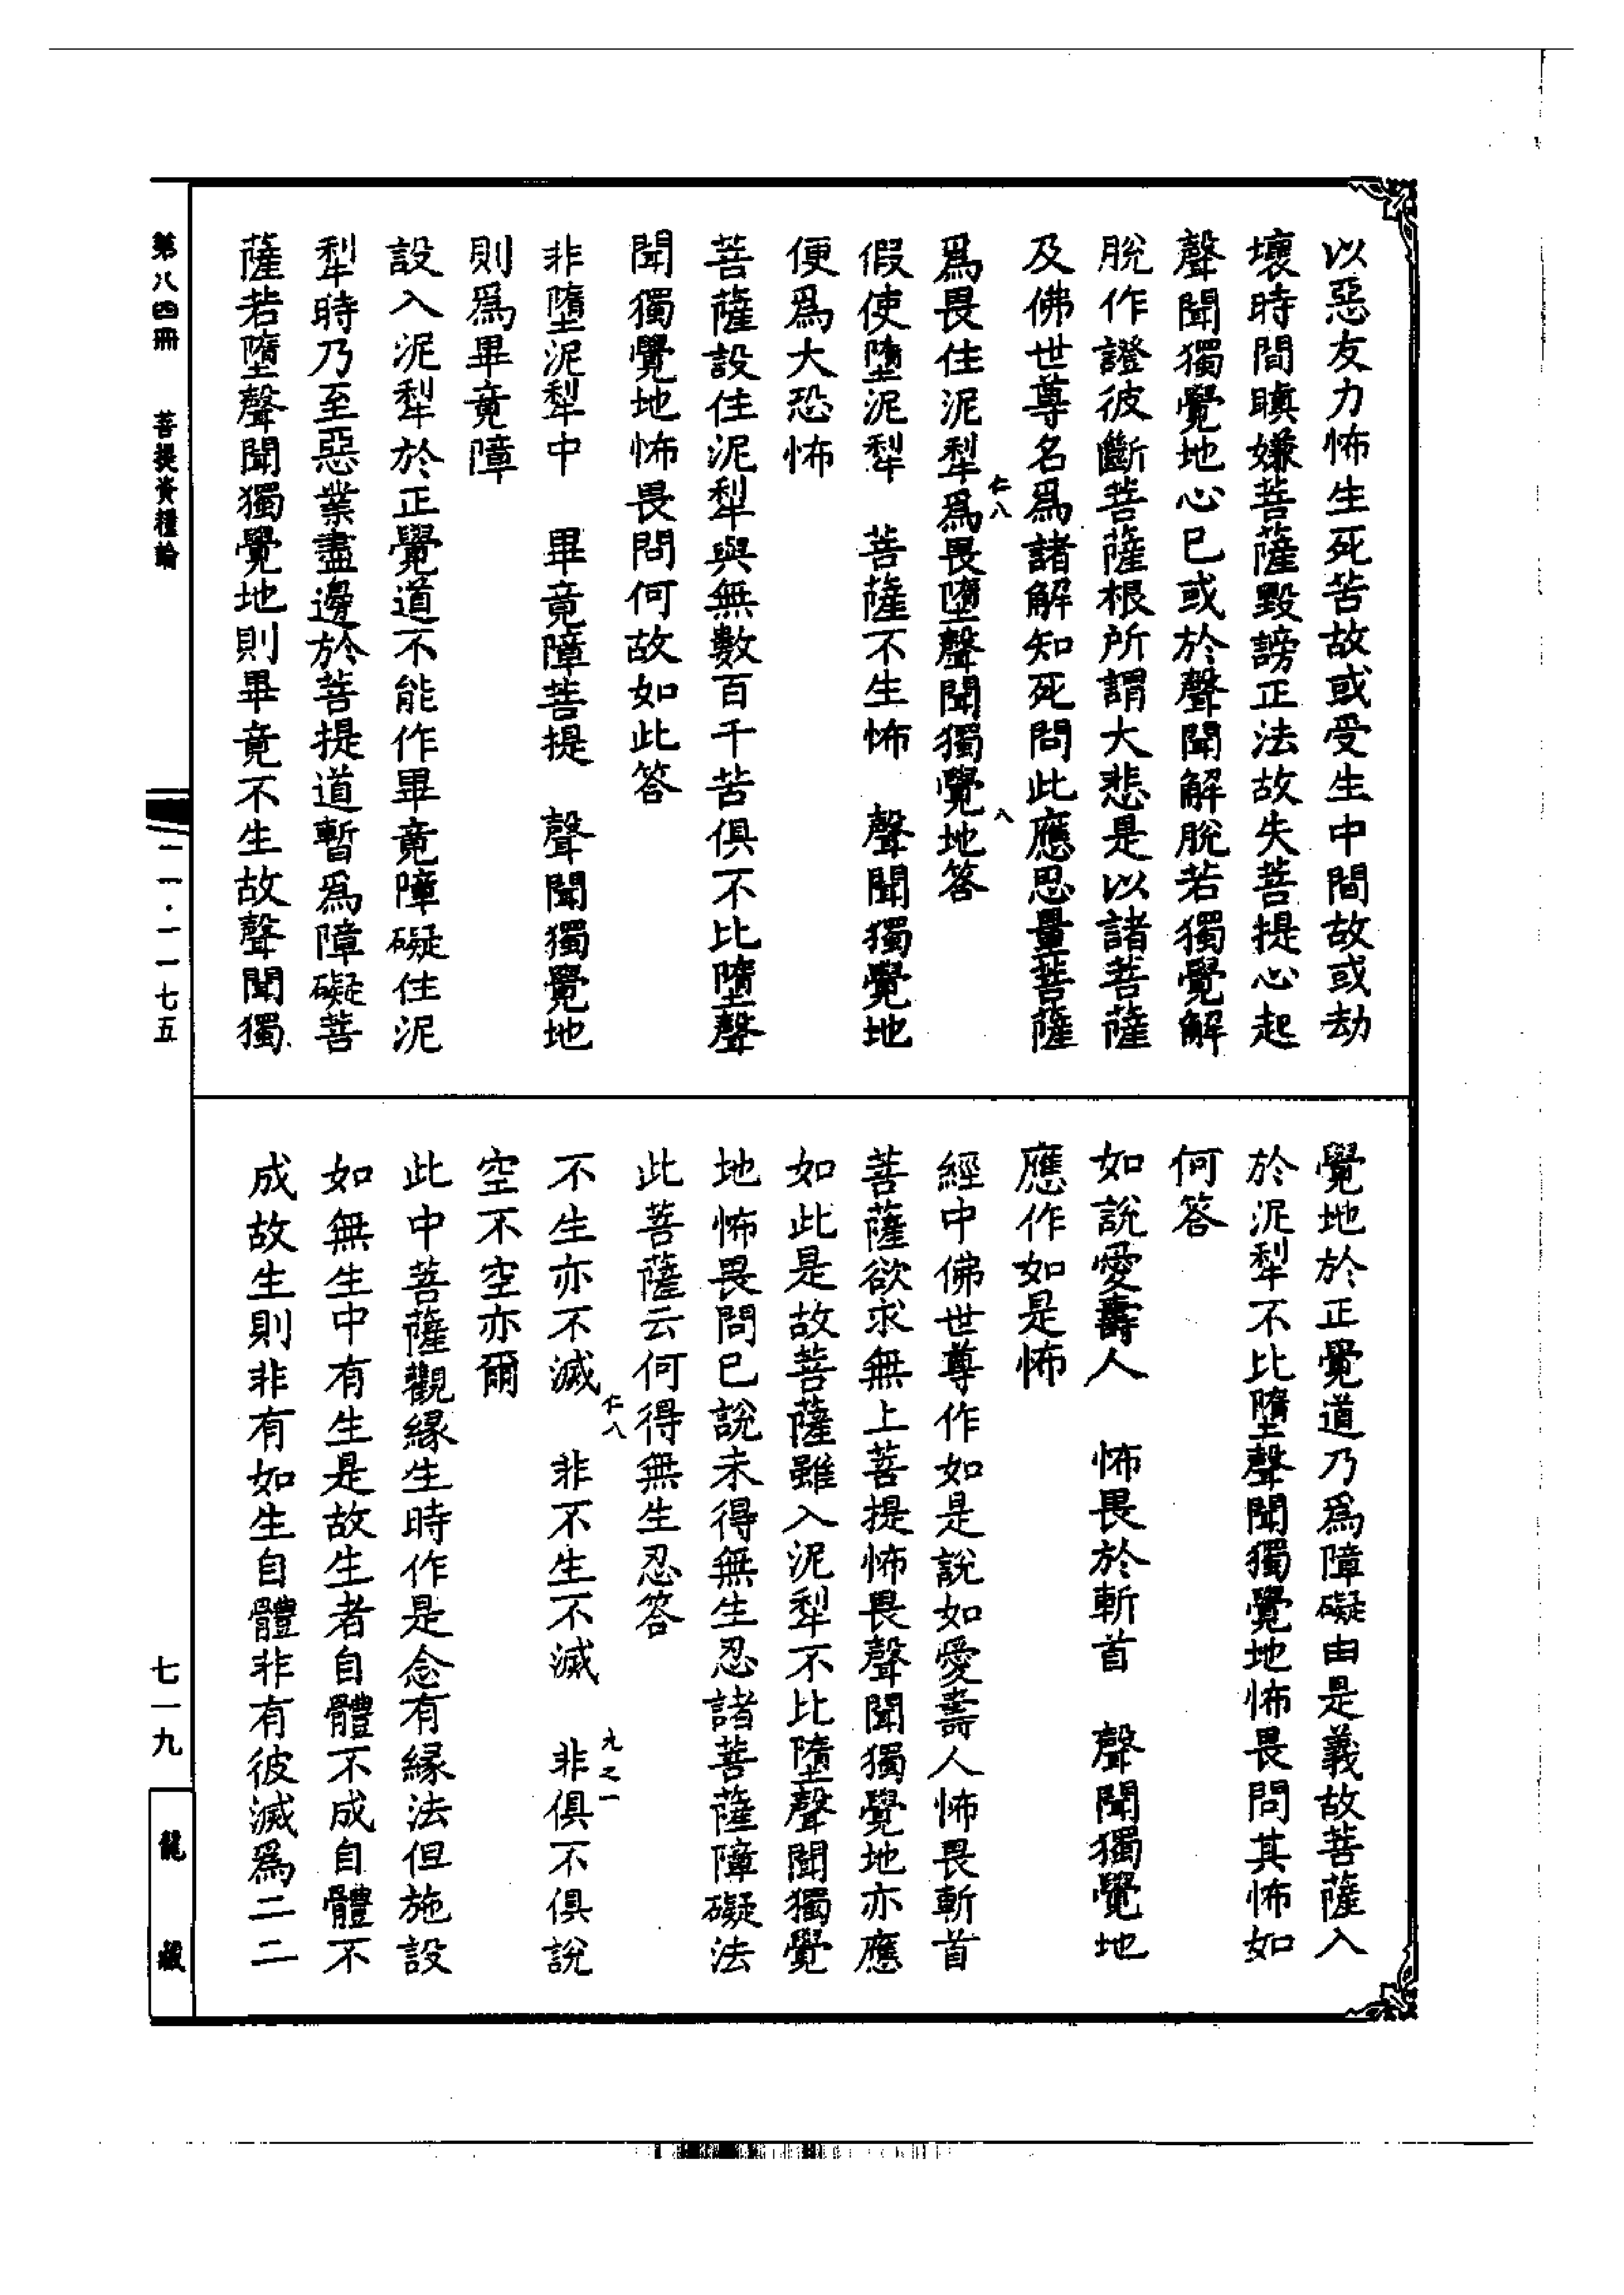 以惡友力怖生死苦故或受生中間故或劫
壞時間瞋嫌菩薩毀謗正法故失菩提心起
聲聞獨覺地心已或於聲聞解脫若獨覺解
脫作證彼斷菩薩根所謂大悲是以諸菩薩
及佛世尊名爲諸解知死問此應思量菩薩
爲畏住泥犁爲畏墮聲聞獨覺地答
仁八
八
假使墮泥犁　菩薩不生怖　聲聞獨覺地
便爲大恐怖
菩薩設住泥犁與無數百千苦俱不比墮聲
聞獨覺地怖畏問何故如此答
非墮泥犁中　畢竟障菩提　聲聞獨覺地
則爲畢竟障
設入泥犁於正覺道不能作畢竟障礙住泥
犁時乃至惡業盡邊於菩提道暫爲障礙菩
薩若墮聲聞獨覺地則畢竟不生故聲聞獨
覺地於正覺道乃爲障礙由是義故菩薩入
於泥犁不比墮聲聞獨覺地怖畏問其怖如
何答
如說愛壽人　怖畏於斬首　聲聞獨覺地
應作如是怖
經中佛世尊作如是說如愛壽人怖畏斬首
菩薩欲求無上菩提怖畏聲聞獨覺地亦應
如此是故菩薩雖入泥犁不比墮聲聞獨覺
地怖畏問已說未得無生忍諸菩薩障礙法
此菩薩云何得無生忍答
不生亦不滅　非不生不滅　非俱不俱說
仁八
九之一
空不空亦爾
此中菩薩觀緣生時作是念有緣法但施設
如無生中有生是故生者自體不成自體不
成故生則非有如生自體非有彼滅爲二二
第八四冊　菩提資糧論
二一·一一七五
七一九
龍藏